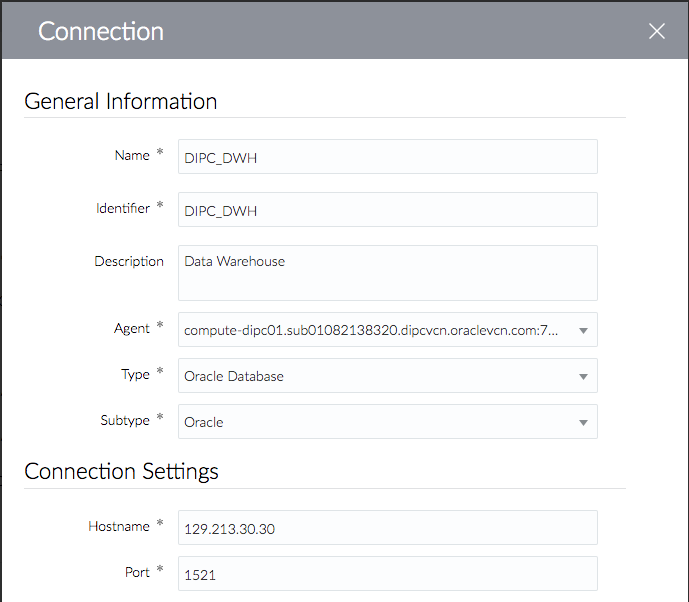 Connection
General Information
Name *
DIPC_DWH
Identifier *
DIPC_DWH
Description
Data Warehouse
Agent *
compute-dipc01.sub01082138320.dipcvcn.oraclevcn.com:7...
Type *
Oracle Database
Subtype *
Oracle
Connection Settings
Hostname *
129.213.30.30
Port *
1521